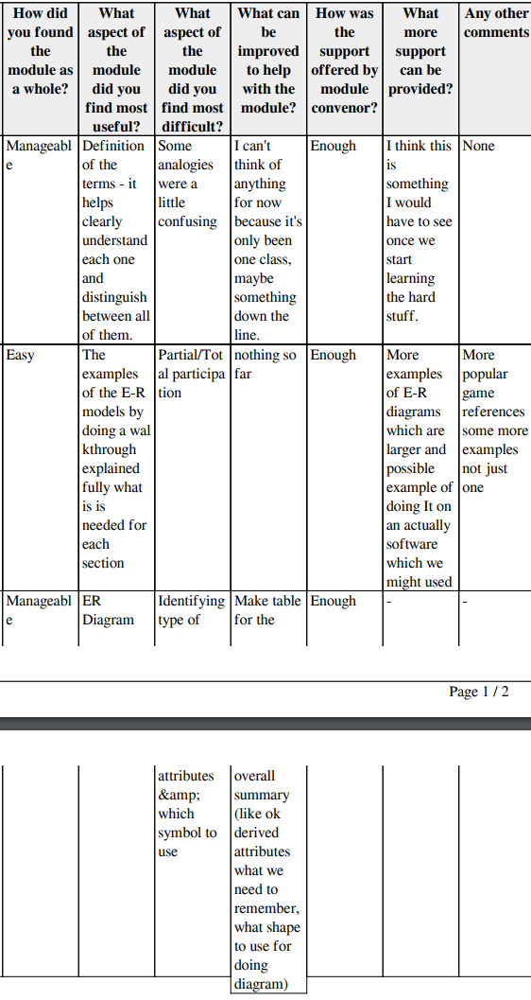 How did
you found
the
module as
a whole?
What
aspect of
the
module
did you
find most
useful?
What
aspect of
the
module
did you
find most
difficult?
What can
be
improved
to help
with the
module?
How was
the
support
offered by
module
convenor?
What
more
support
can be
provided?
Any other
comments
Manageabl
e
Definition
of the
terms - it
helps
clearly
understand
each one
and
distinguish
between all
of them.
Some
analogies
were a
little
confusing
I can't
think of
anything
for now
because it's
only been
one class,
maybe
something
down the
line.
Enough
I think this
is
something
I would
have to see
once we
start
learning
the hard
stuff.
None
Easy
The
examples
of the E-R
models by
doing a wal
kthrough
explained
fully what
is is
needed for
each
section
Partial/Tot
al participa
tion
nothing so
far
Enough
More
examples
of E-R
diagrams
which are
larger and
possible
example of
doing It on
an actually
software
which we
might used
More
popular
game
references
some more
examples
not just
one
Manageabl
e
ER
Diagram
Identifying
type of
Make table
for the
Enough
-
-
Page 1 / 2
attributes
&amp;
which
symbol to
use
overall
summary
(like ok
derived
attributes
what we
need to
remember,
what shape
to use for
doing
diagram)